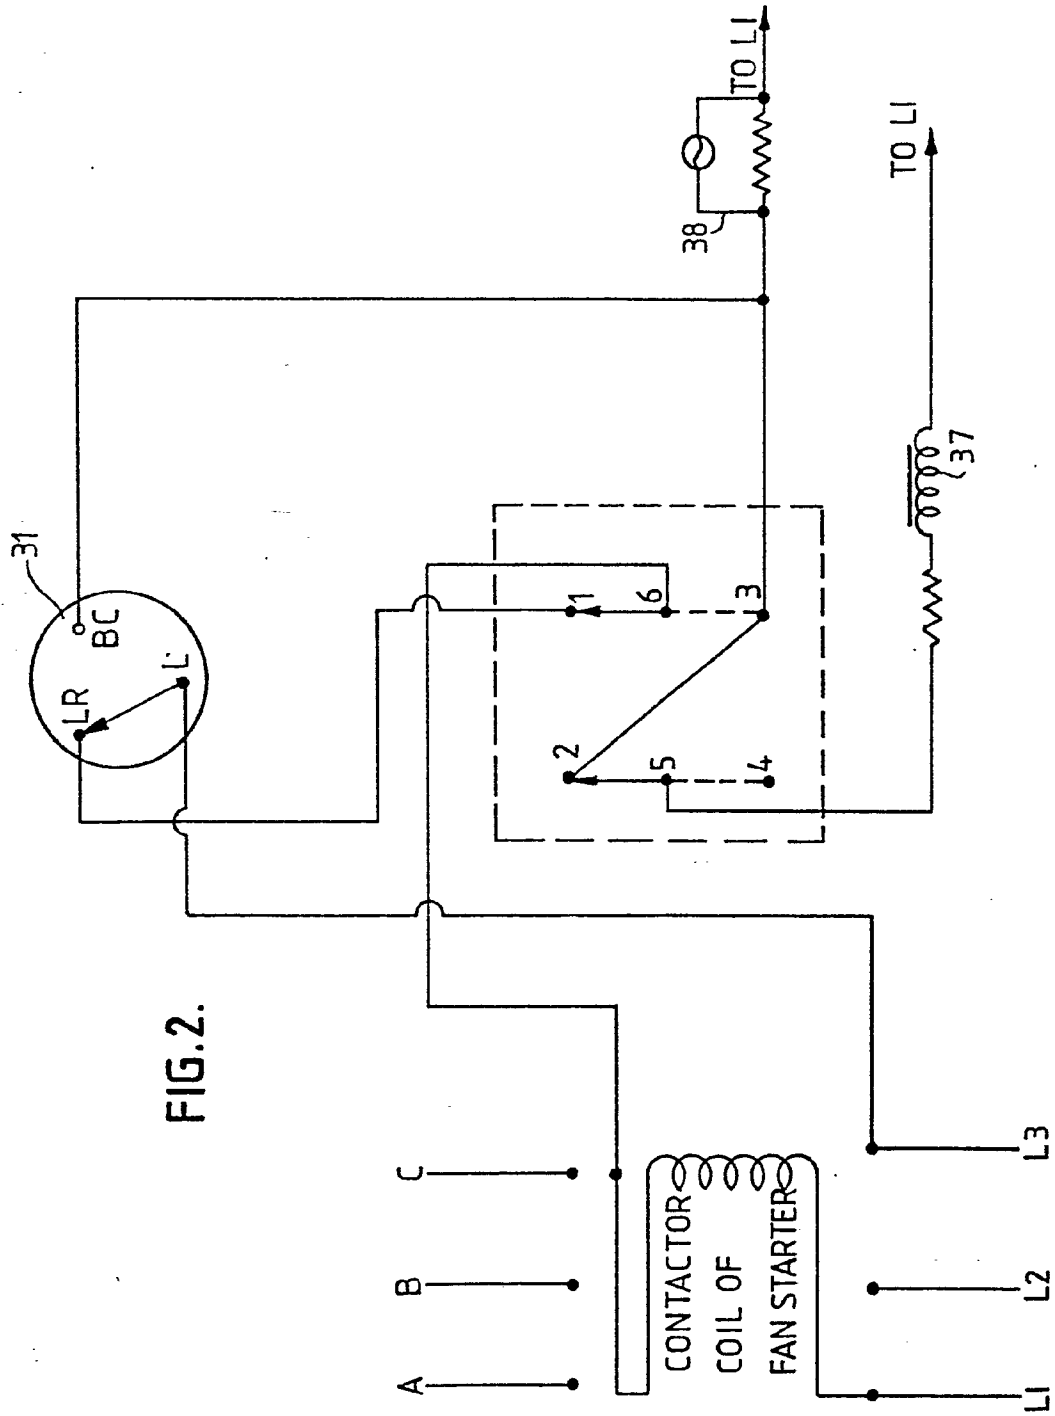 FIG.2.
31
LR
BC
L
TO L1
38
TO L1
37
1
6
3
2
5
4
A
B
C
CONTACTOR
COIL OF
FAN STARTER
L1
L2
L3